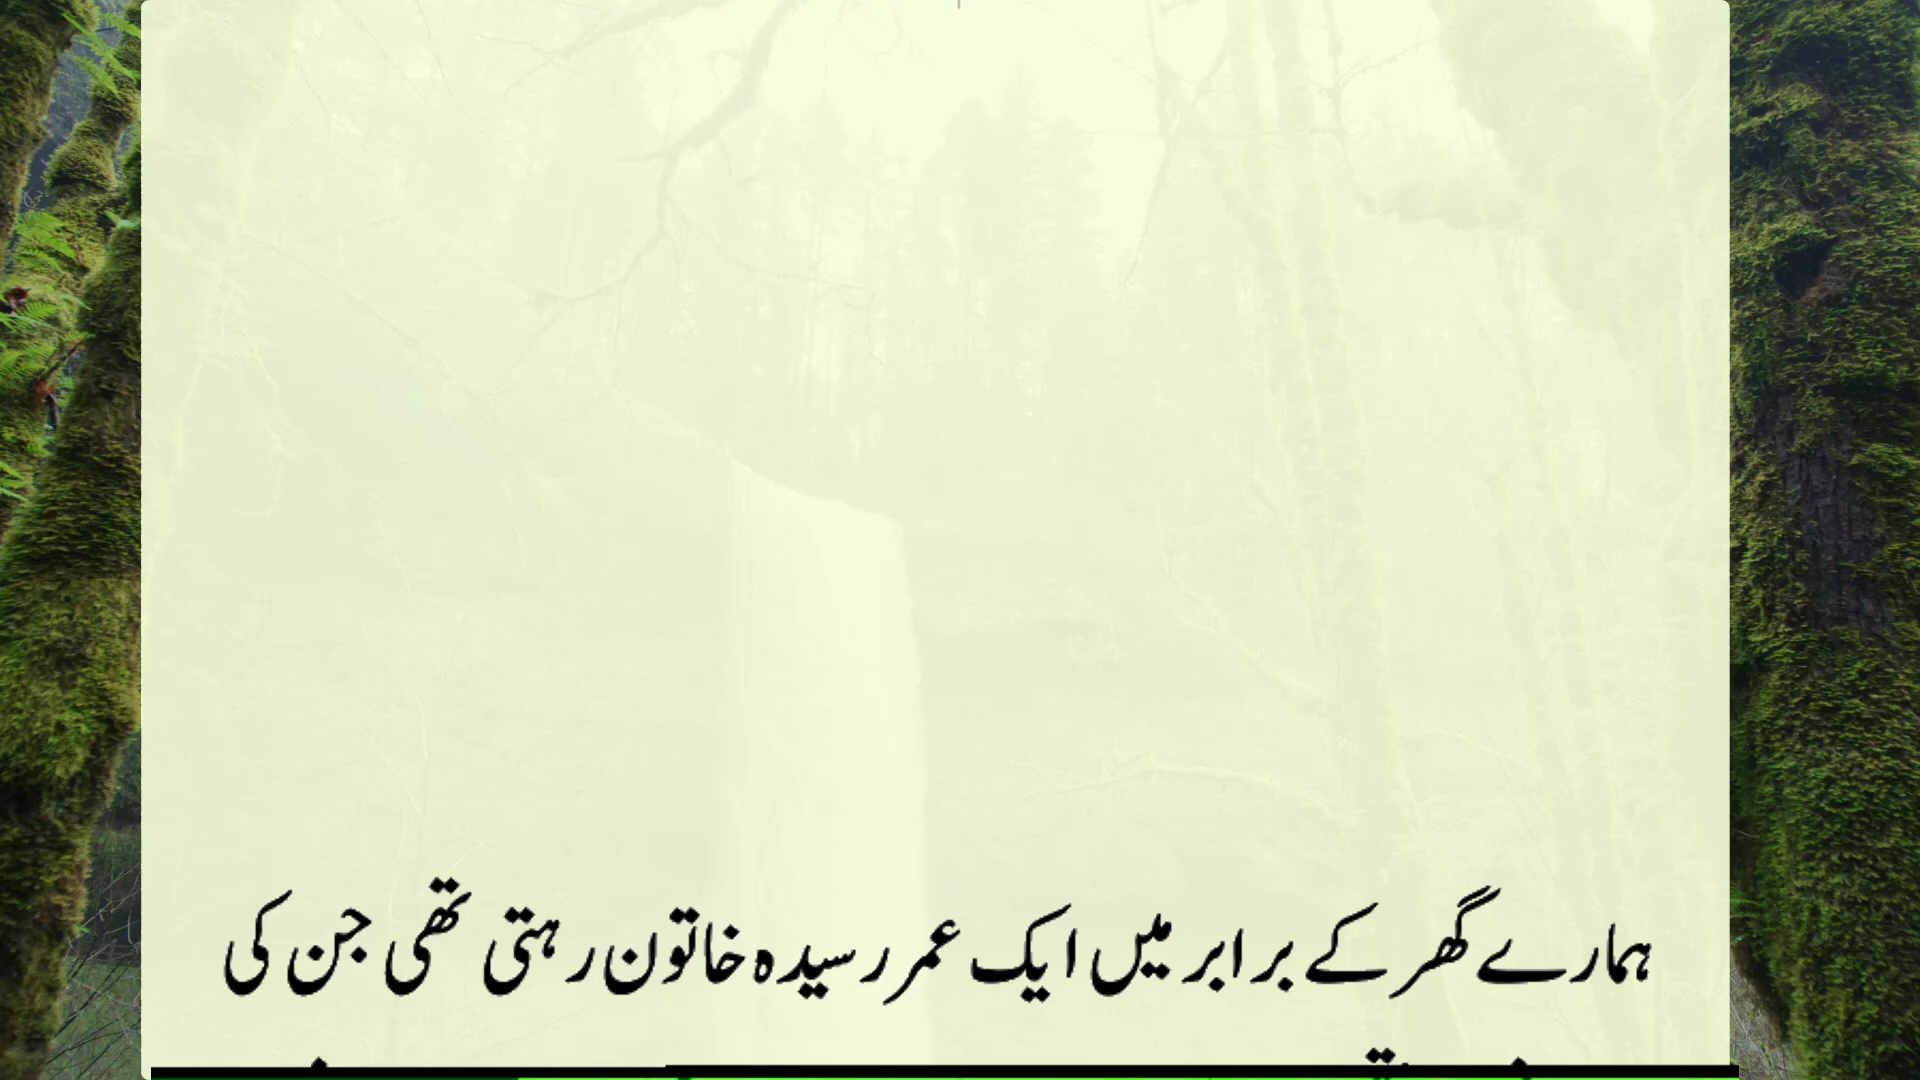 ہمارے گھر کے برابر میں ایک عمر رسیدہ خاتون رہتی تھی جن کی